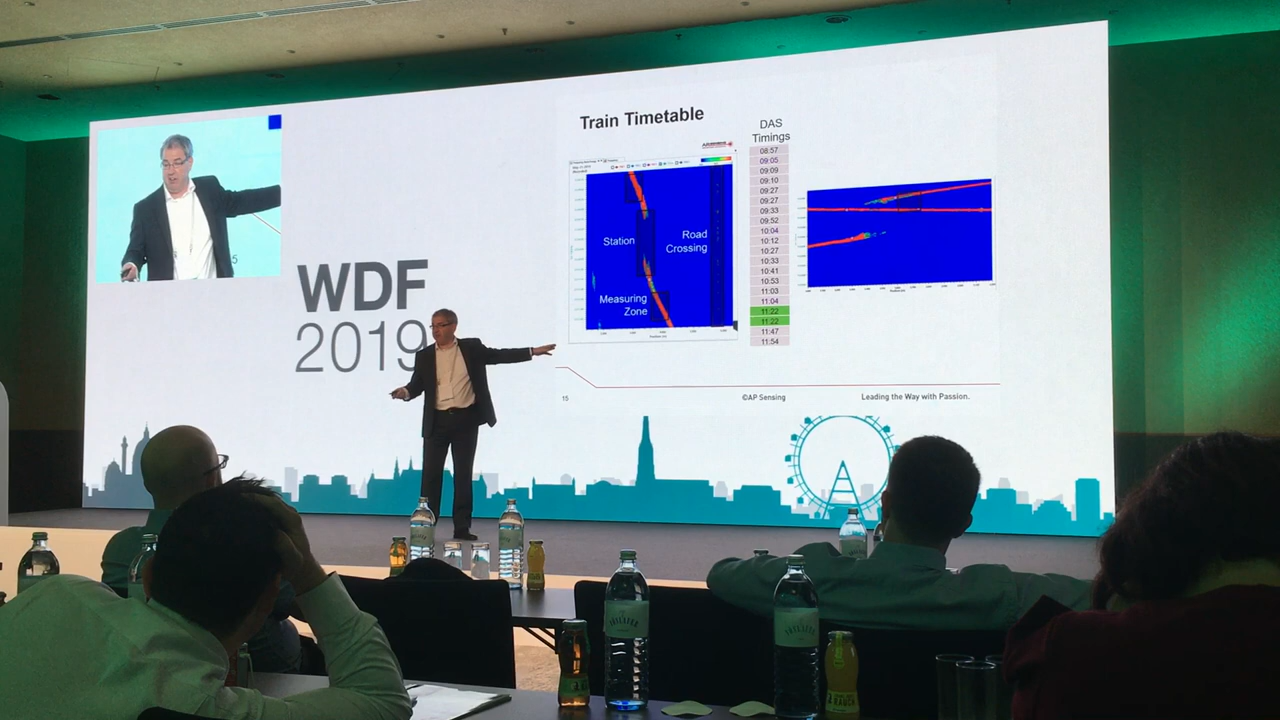 WDF
2019
Train Timetable
Station
Road
Crossing
Measuring
Zone
DAS
Timings
08:57
09:05
09:09
09:10
09:27
09:27
09:33
09:52
10:04
10:12
10:27
10:33
10:41
10:53
11:03
11:04
11:22
11:22
11:47
11:54
15
©AP Sensing
Leading the Way with Passion.
5
RAUCH